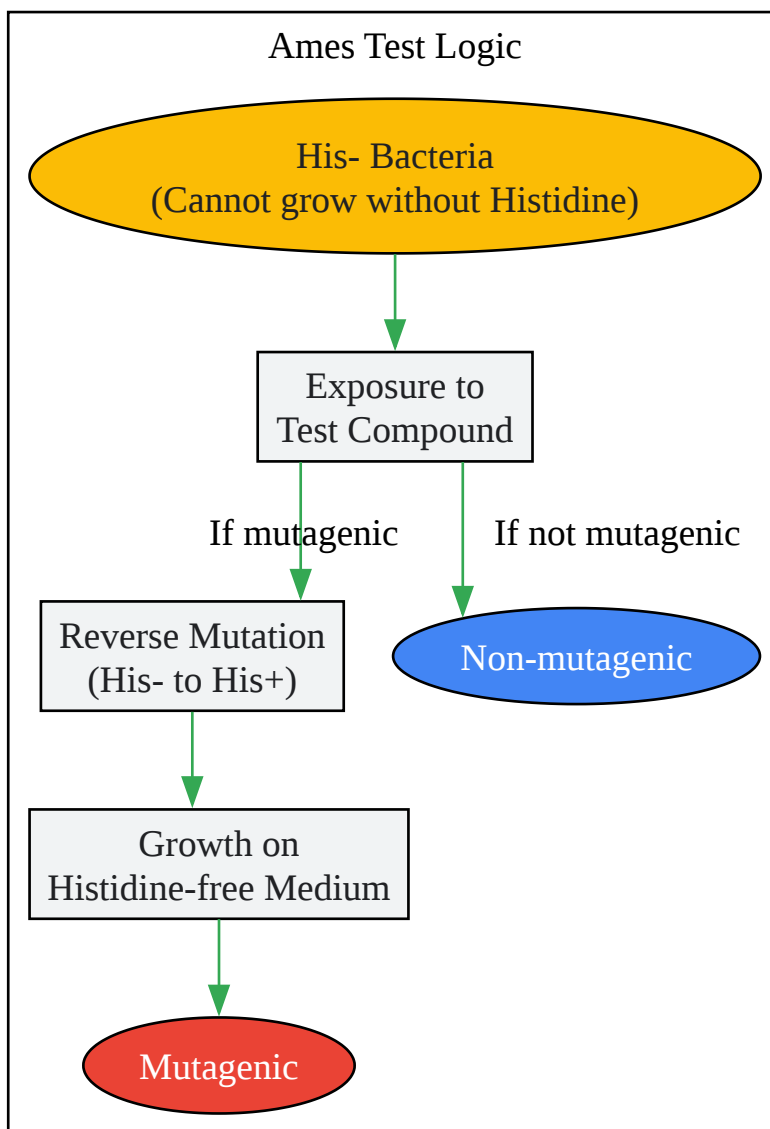 Ames Test Logic
His- Bacteria
(Cannot grow without Histidine)
Exposure to
Test Compound
If mutagenic
If not mutagenic
Reverse Mutation
(His- to His+)
Non-mutagenic
Growth on
Histidine-free Medium
Mutagenic